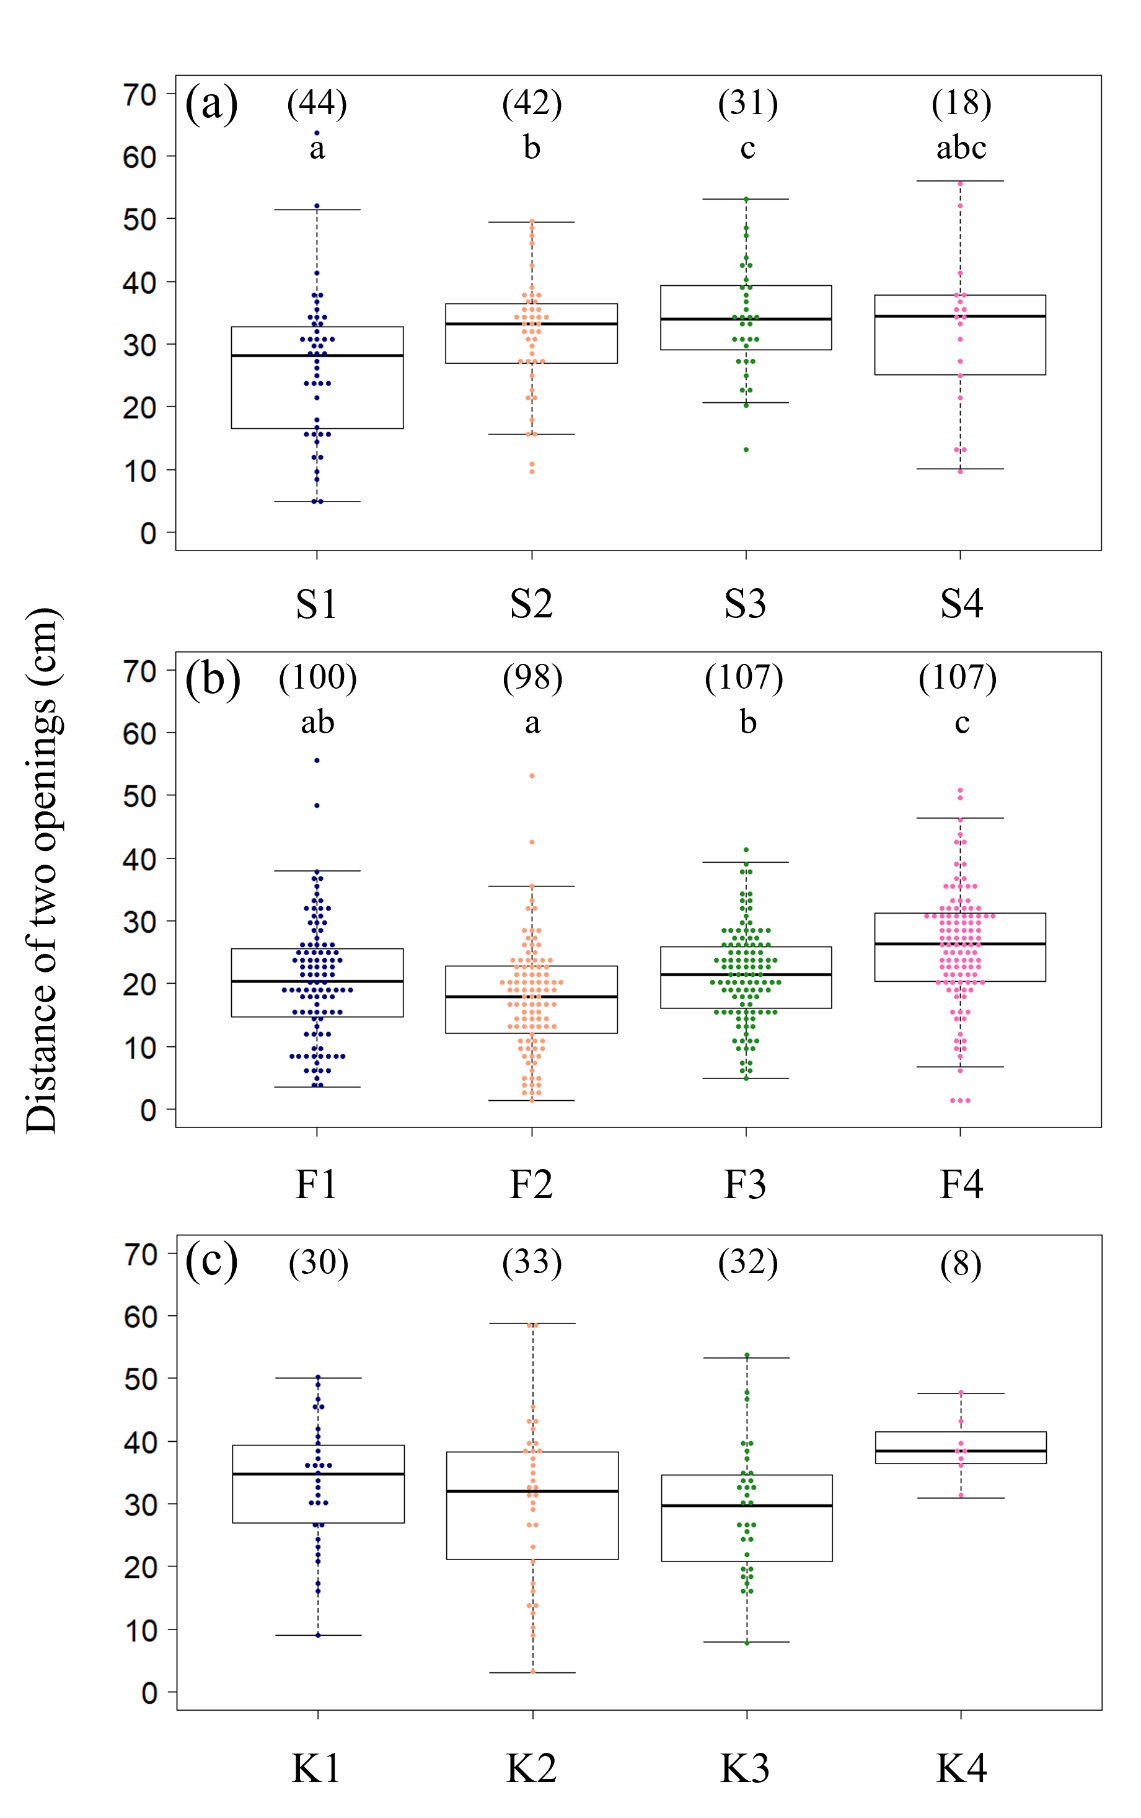 Distance of two openings (cm)
(a) (44) (42) (31) (18)
a b c abc
70
60
50
40
30
20
10
0
S1 S2 S3 S4
(b) (100) (98) (107) (107)
ab a b c
70
60
50
40
30
20
10
0
F1 F2 F3 F4
(c) (30) (33) (32) (8)
70
60
50
40
30
20
10
0
K1 K2 K3 K4